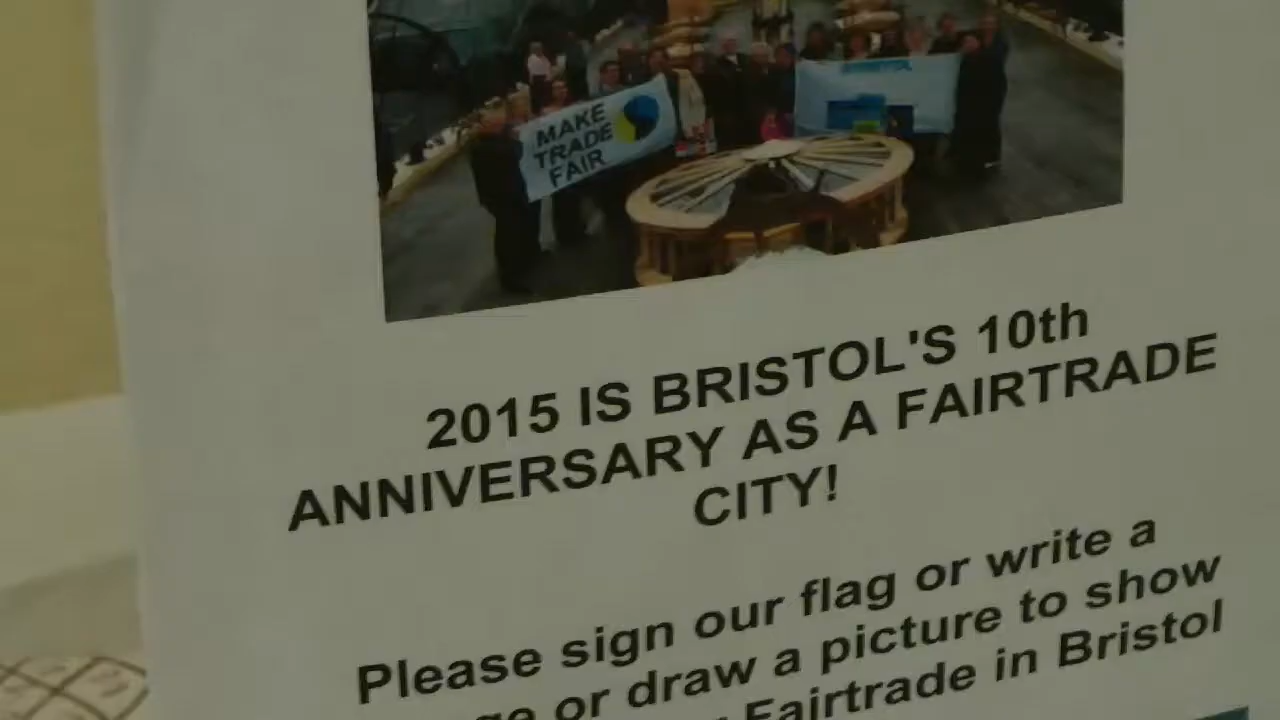 MAKE
TRADE
FAIR
2015 IS BRISTOL'S 10th
ANNIVERSARY AS A FAIRTRADE
CITY!
Please sign our flag or write a
or draw a picture to show
Fairtrade in Bristol